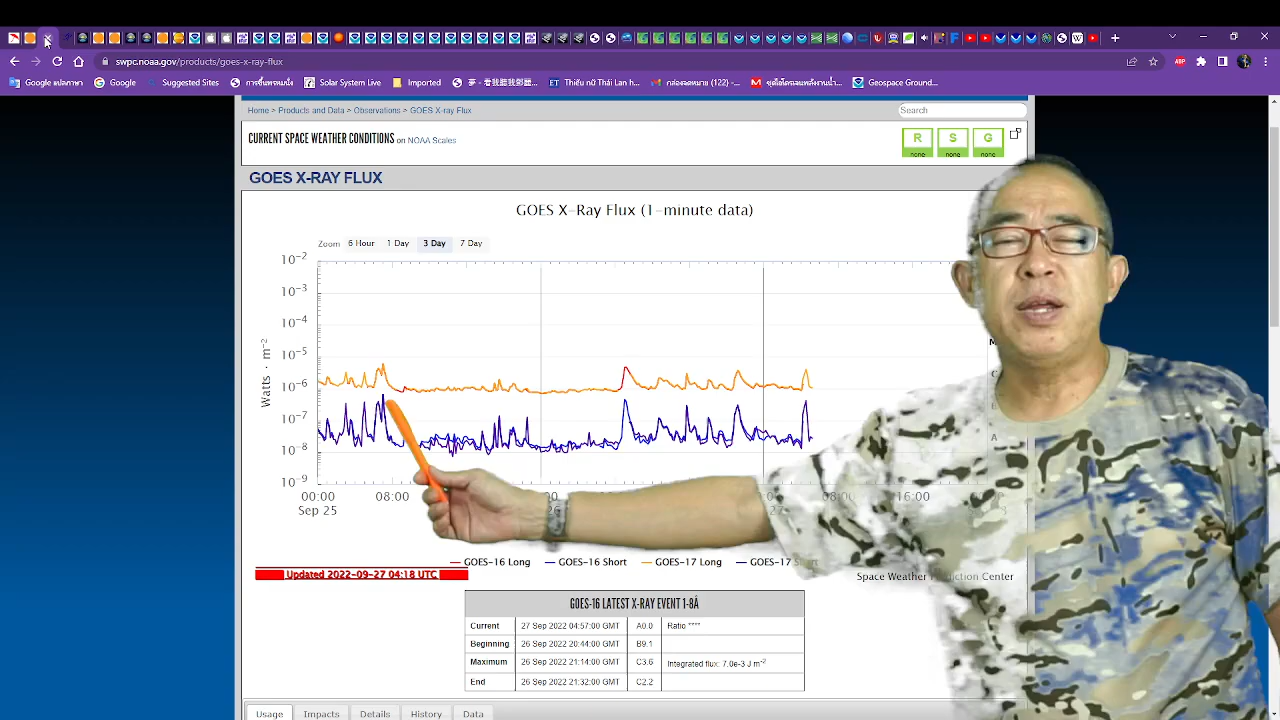 swpc.noaa.gov/products/goes-xray-flux
Google แปลภาษา
Google
Suggested Sites
Solar System Live
Imported
Geospace Ground...
Home > Products and Data > Observations > GOES X-ray Flux
Search
CURRENT SPACE WEATHER CONDITIONS on NOAA Scales
R S G
none none none
GOES X-RAY FLUX
GOES X-Ray Flux (1-minute data)
Zoom 6 Hour 1 Day 3 Day 7 Day
10⁻²
10⁻³
10⁻⁴
10⁻⁵
10⁻⁶
10⁻⁷
10⁻⁸
10⁻⁹
Watts · m⁻²
M
C
A
00:00 08:00 08:00 16:00
Sep 25
GOES-16 Long GOES-16 Short GOES-17 Long GOES-17 Short
Updated 2022-09-27 04:18 UTC
Space Weather Prediction Center
GOES-16 LATEST X-RAY EVENT 1-8Å
Current 27 Sep 2022 04:57:00 GMT A0.0 Ratio ****
Beginning 26 Sep 2022 20:44:00 GMT B9.1
Maximum 26 Sep 2022 21:14:00 GMT C3.6 Integrated flux: 7.0e-3 J m⁻²
End 26 Sep 2022 21:32:00 GMT C2.2
Usage Impacts Details History Data